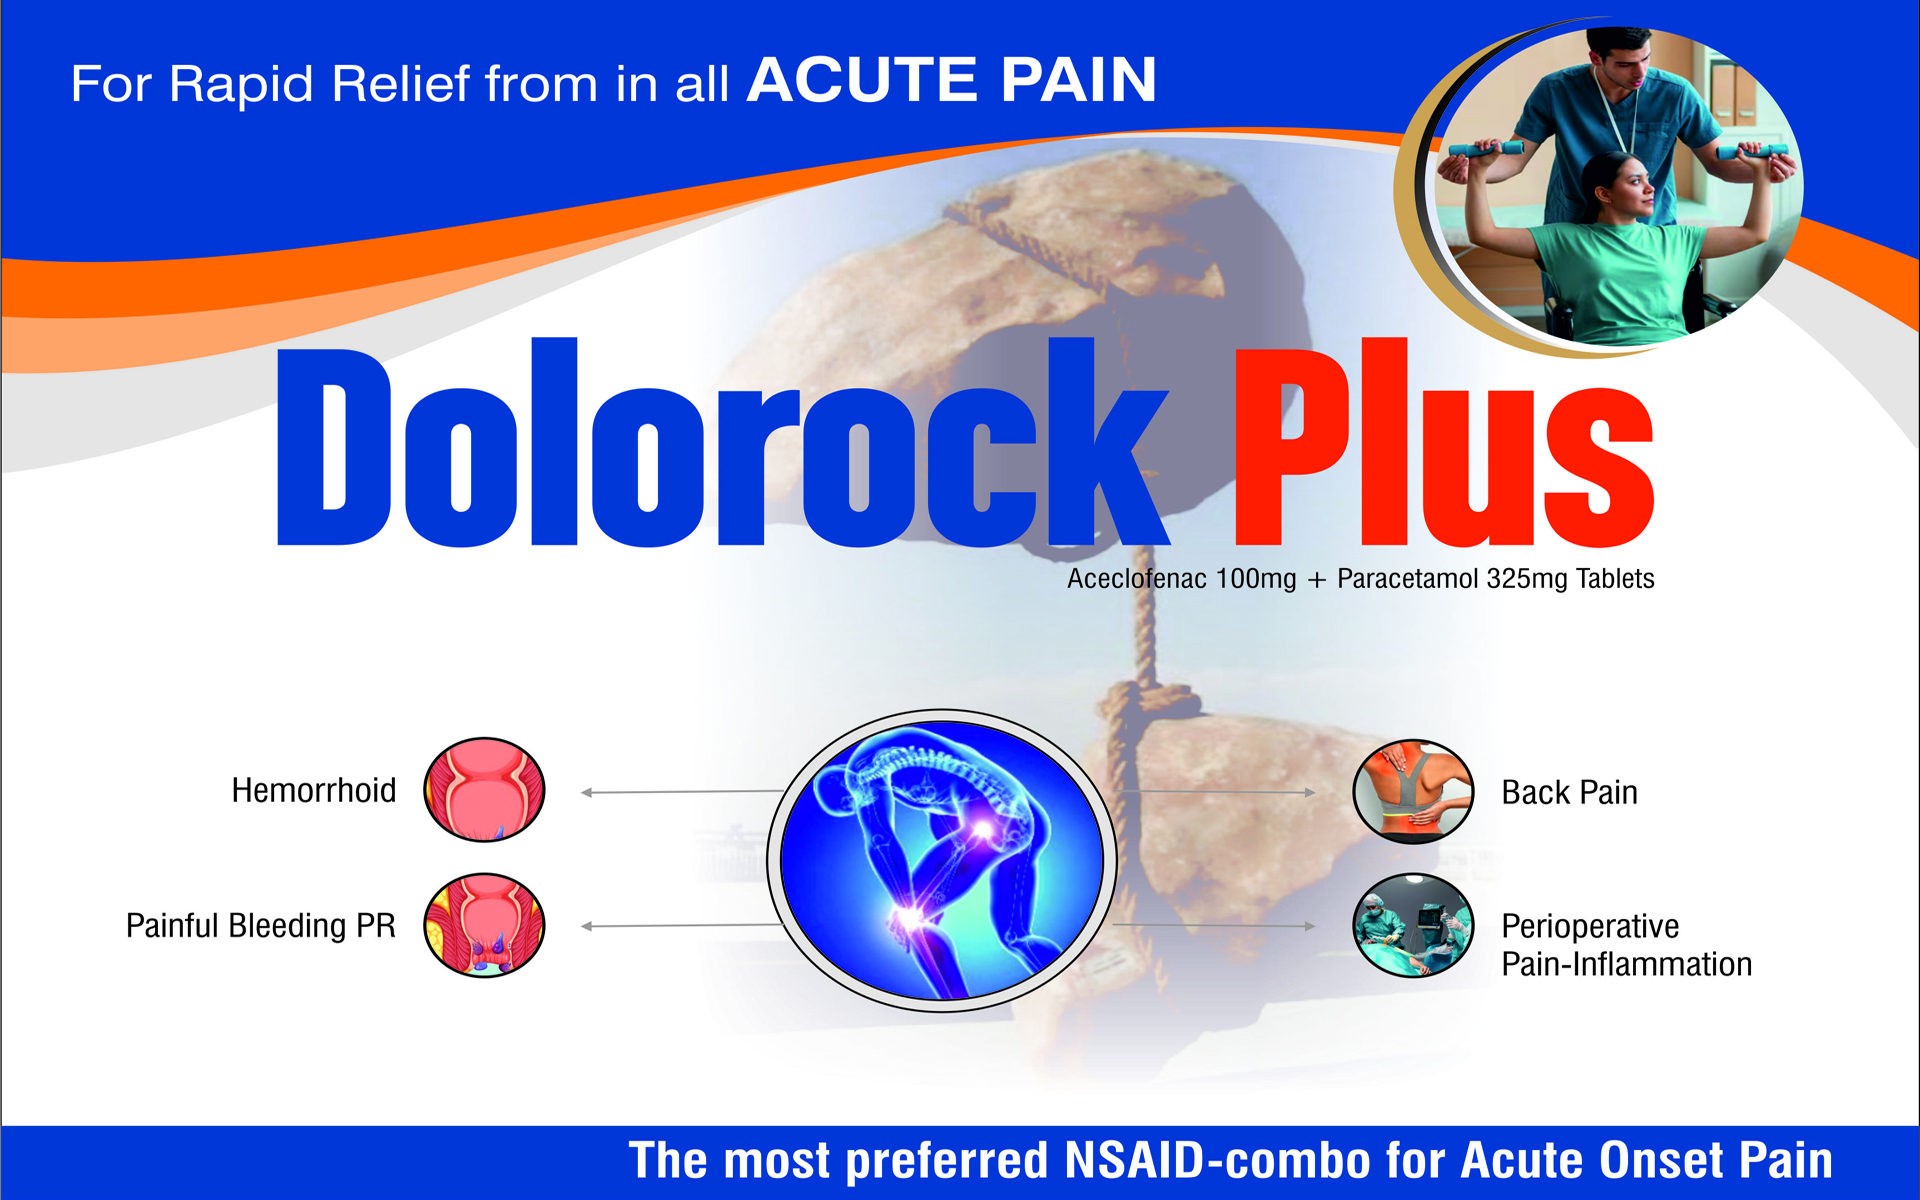 For Rapid Relief from in all ACUTE PAIN
Dolorock Plus
Aceclofenac 100mg + Paracetamol 325mg Tablets
Hemorrhoid
Painful Bleeding PR
Back Pain
Perioperative
Pain-Inflammation
The most preferred NSAID-combo for Acute Onset Pain